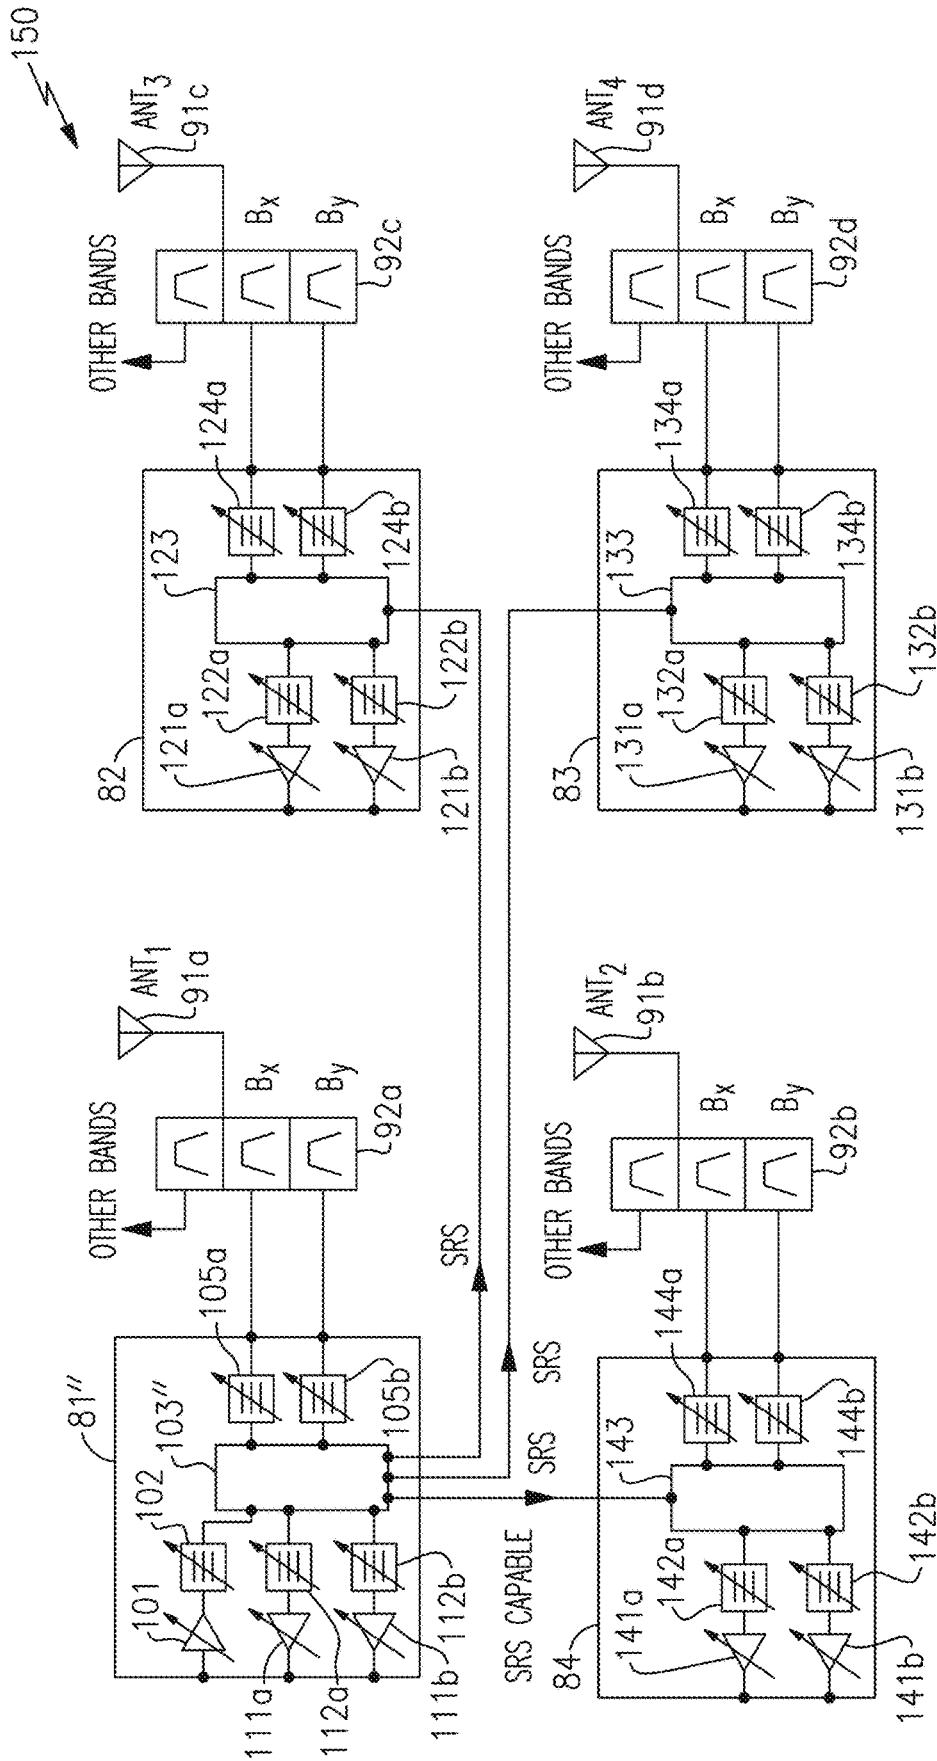 150
81"
101
102
103"
105a
105b
111a
112a
111b
112b
OTHER BANDS
ANT1
91a
Bx
By
92a
SRS
SRS
SRS
SRS CAPABLE
82
121a
122a
123
124a
124b
121b
122b
OTHER BANDS
ANT3
91c
Bx
By
92c
84
141a
142a
143
144a
144b
141b
142b
OTHER BANDS
ANT2
91b
Bx
By
92b
83
131a
132a
133
134a
134b
131b
132b
OTHER BANDS
ANT4
91d
Bx
By
92d